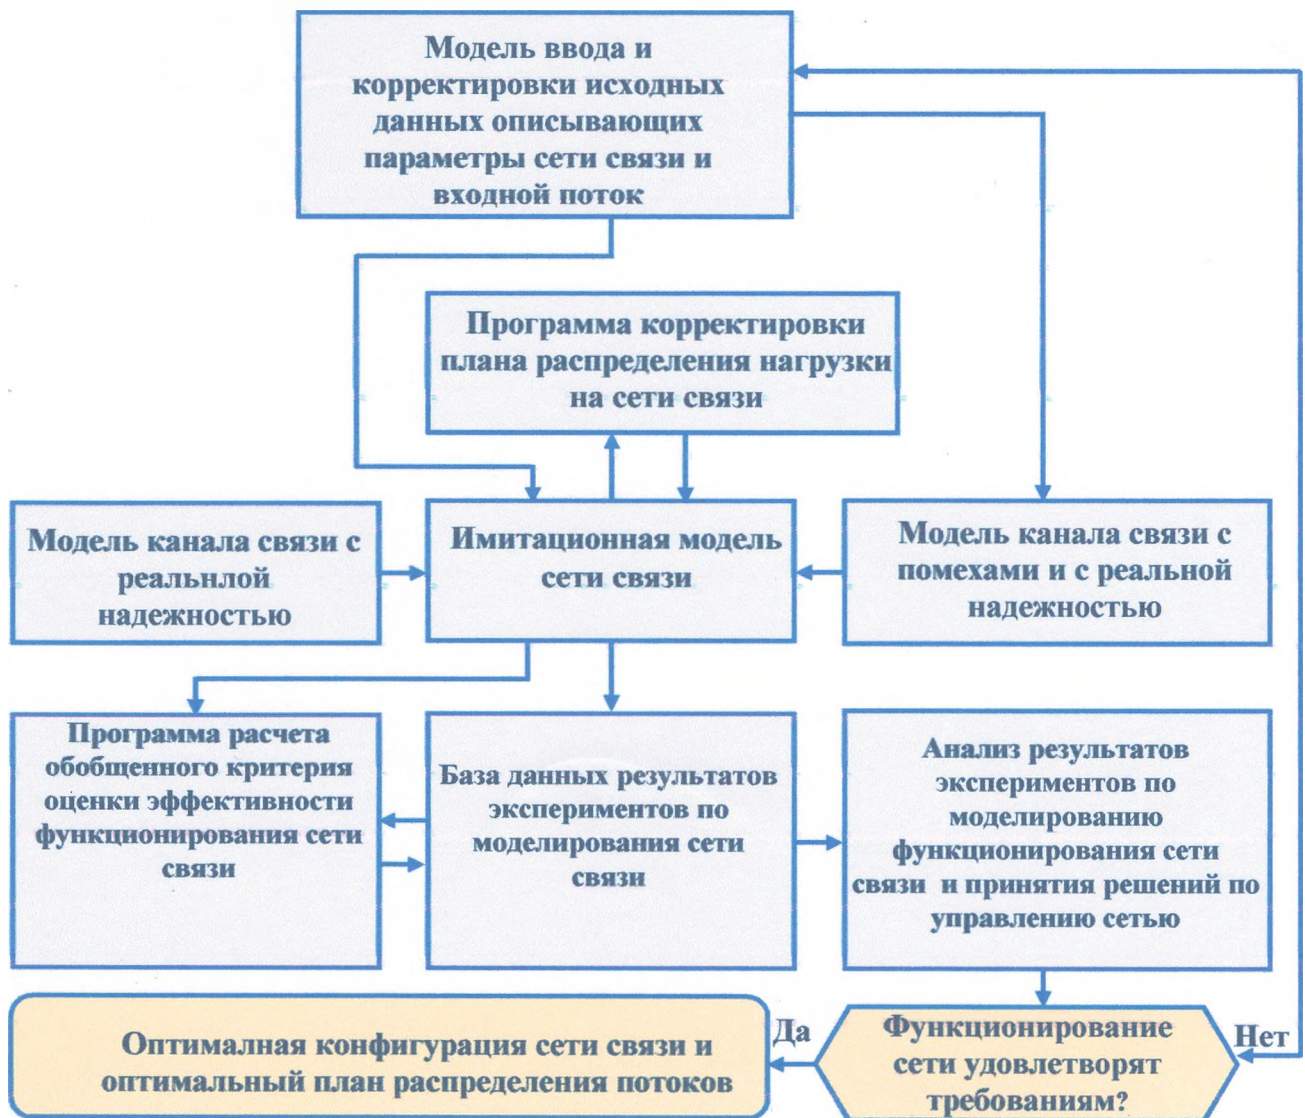 Модель ввода и
корректировки исходных
данных описывающих
параметры сети связи и
входной поток
Программа корректировки
плана распределения нагрузки
на сети связи
Модель канала связи с
реальнлой
надежностью
Имитационная модель
сети связи
Модель канала связи с
помехами и с реальной
надежностью
Программа расчета
обобщенного критерия
оценки эффективности
функционирования сети
связи
База данных результатов
экспериментов по
моделирования сети
связи
Анализ результатов
экспериментов по
моделированию
функционирования сети
связи и принятия решений по
управлению сетью
Оптималная конфигурация сети связи и
оптимальный план распределения потоков
Да
Функционирование
сети удовлетворят
требованиям?
Нет